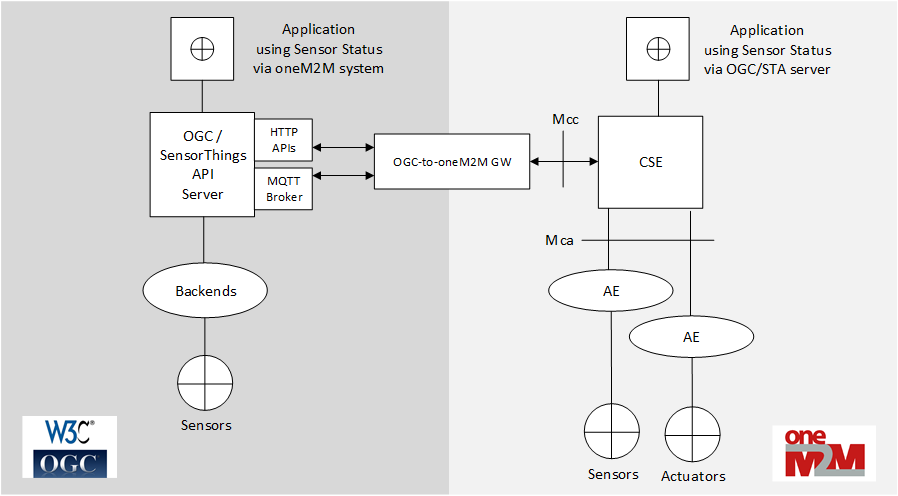 Application
using Sensor Status
via oneM2M system
Application
using Sensor Status
via OGC/STA server
OGC /
SensorThings
API
Server
HTTP
APIs
MQTT
Broker
OGC-to-oneM2M GW
Mcc
CSE
Mca
Backends
AE
AE
Sensors
Sensors
Actuators
W3C®
OGC
one
M2M